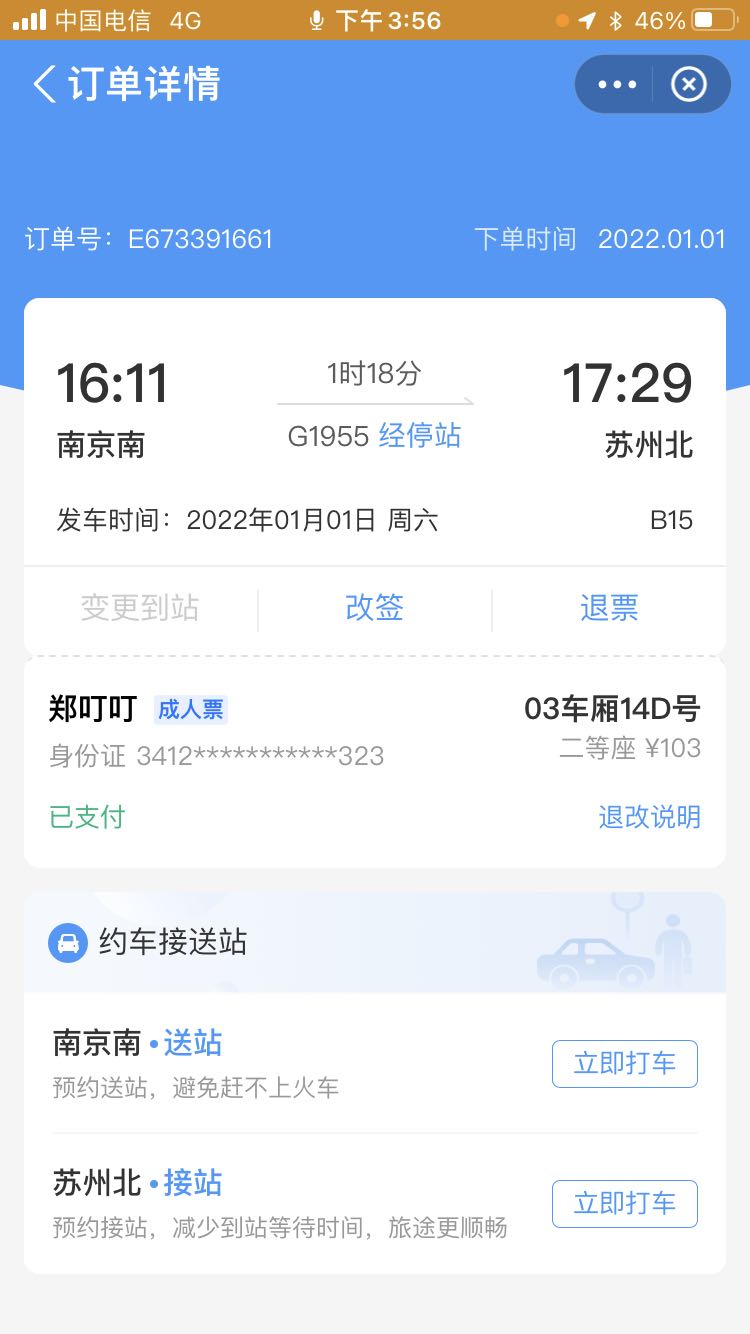 中国电信 4G 下午3:56 46%
订单详情
订单号：E673391661 下单时间 2022.01.01
16:11 1时18分 17:29
南京南 G1955 经停站 苏州北
发车时间：2022年01月01日 周六 B15
变更到站 改签 退票
郑叮叮 成人票 03车厢14D号
身份证 3412***********323 二等座 ¥103
已支付 退改说明
约车接送站
南京南•送站 立即打车
预约送站，避免赶不上火车
苏州北•接站 立即打车
预约接站，减少到站等待时间，旅途更顺畅